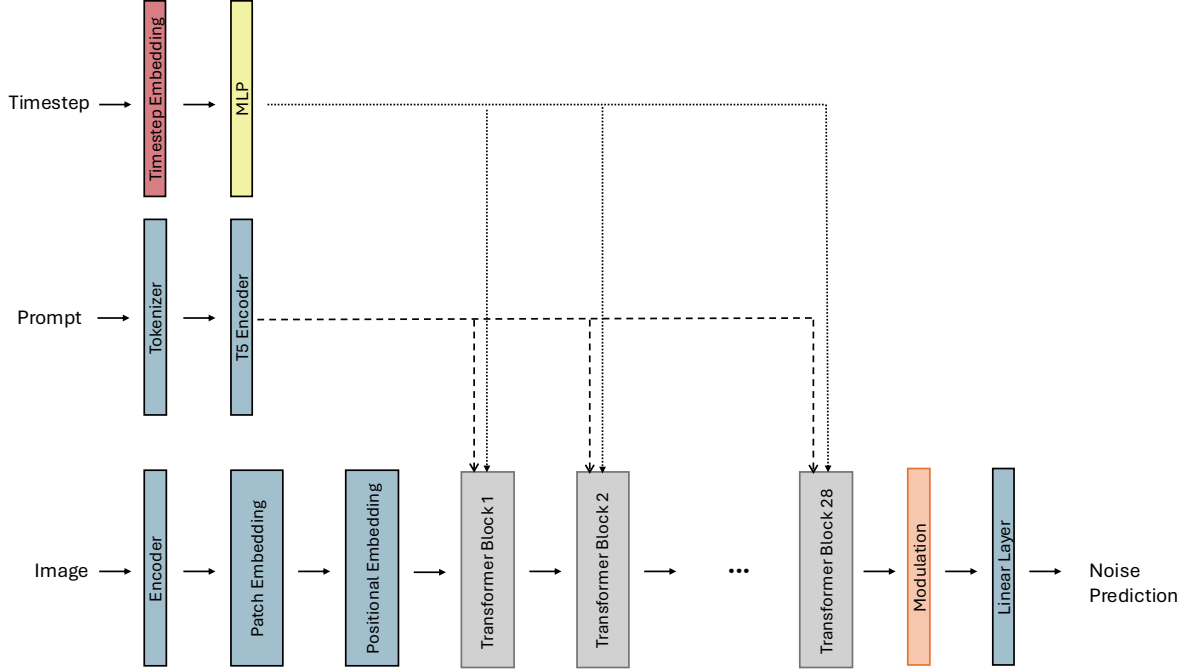 Timestep
Timestep Embedding
MLP
Prompt
Tokenizer
T5 Encoder
Image
Encoder
Patch Embedding
Positional Embedding
Transformer Block 1
Transformer Block 2
...
Transformer Block 28
Modulation
Linear Layer
Noise
Prediction